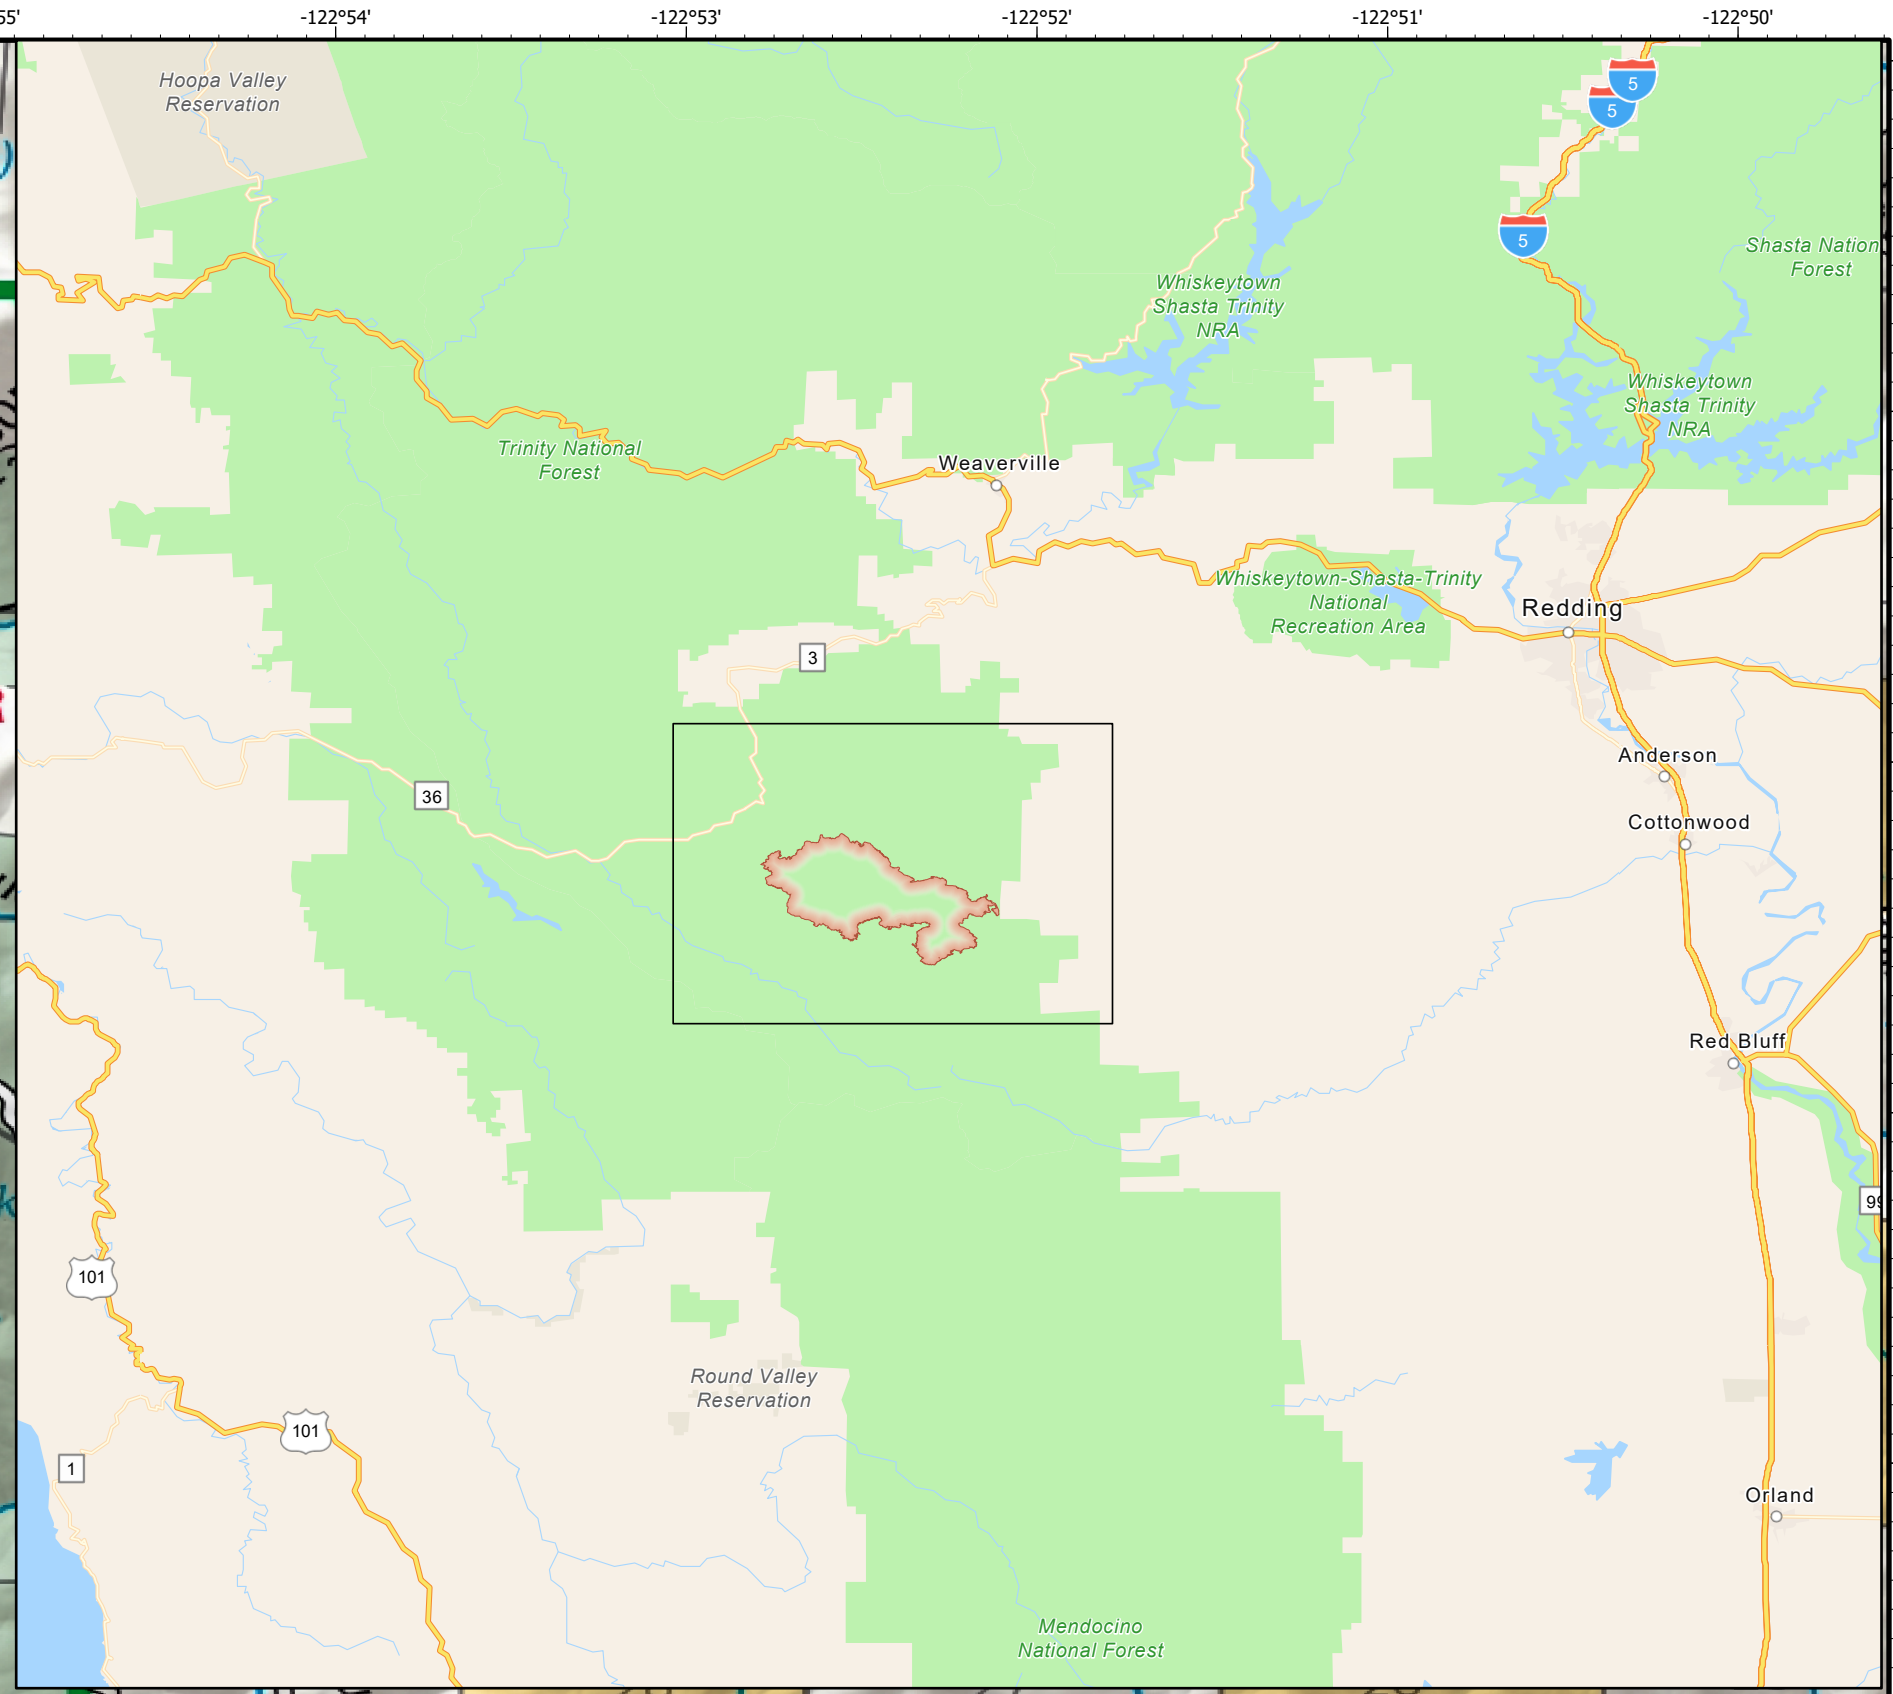 55'
-122°54'
-122°53'
-122°52'
-122°51'
-122°50'
Hoopa Valley
Reservation
5
5
5
Shasta Nation
Forest
Whiskeytown
Shasta Trinity
NRA
Whiskeytown
Shasta Trinity
NRA
Trinity National
Forest
Weaverville
Whiskeytown-Shasta-Trinity
National
Recreation Area
Redding
3
Anderson
36
Cottonwood
Red Bluff
99
101
Round Valley
Reservation
101
1
Orland
Mendocino
National Forest